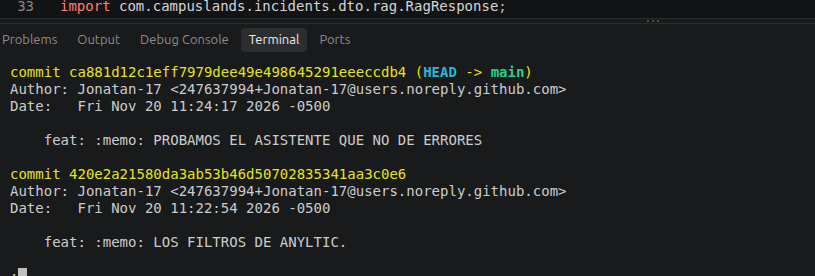 33 import com.campuslands.incidents.dto.rag.RagResponse;
Problems Output Debug Console Terminal Ports
commit ca881d12c1eff7979dee49e498645291eeeccdb4 (HEAD -> main)
Author: Jonatan-17 <247637994+Jonatan-17@users.noreply.github.com>
Date: Fri Nov 20 11:24:17 2026 -0500
feat: :memo: PROBAMOS EL ASISTENTE QUE NO DE ERRORES
commit 420e2a21580da3ab53b46d50702835341aa3c0e6
Author: Jonatan-17 <247637994+Jonatan-17@users.noreply.github.com>
Date: Fri Nov 20 11:22:54 2026 -0500
feat: :memo: LOS FILTROS DE ANYLTIC.
: